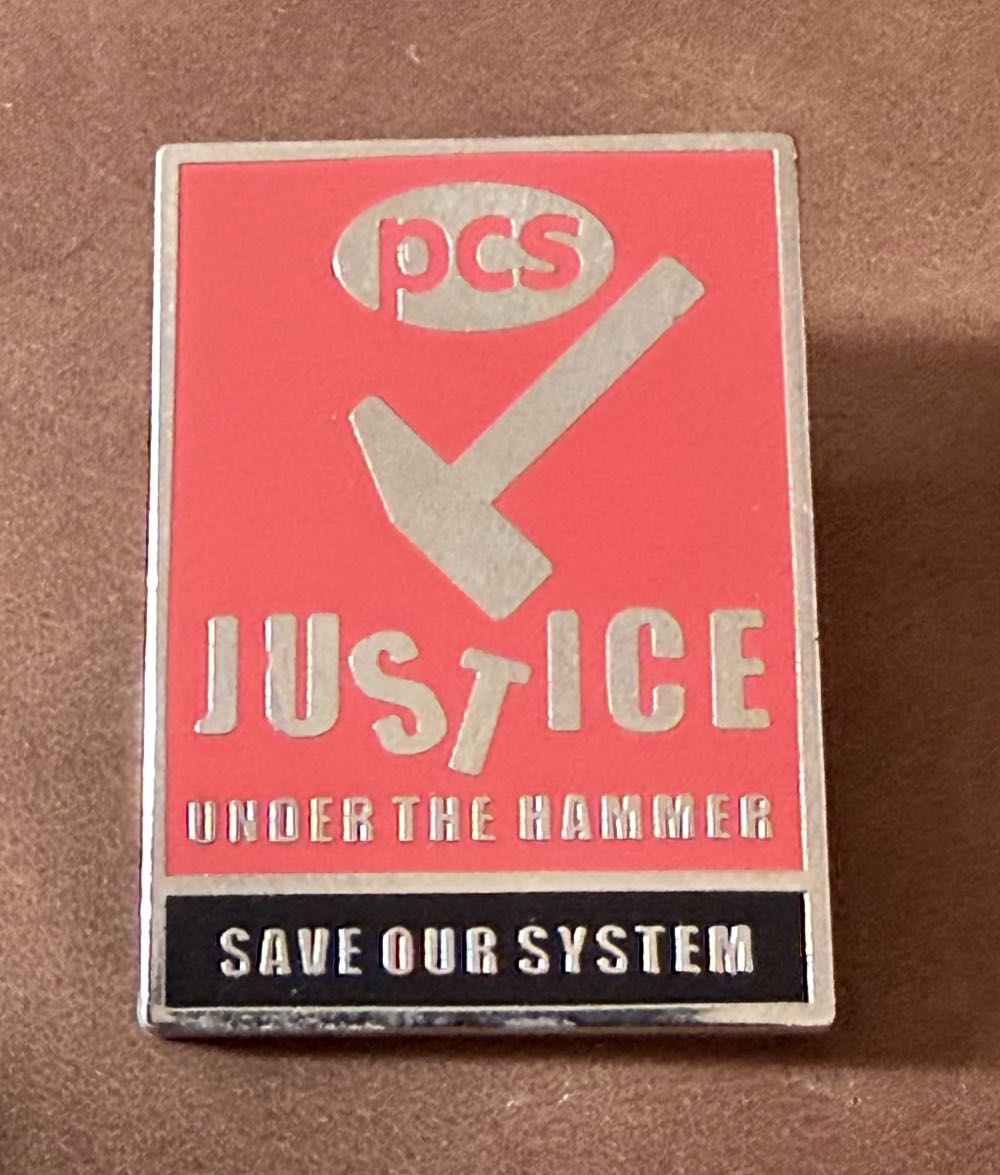 pcs
JUSTICE
UNDER THE HAMMER
SAVE OUR SYSTEM